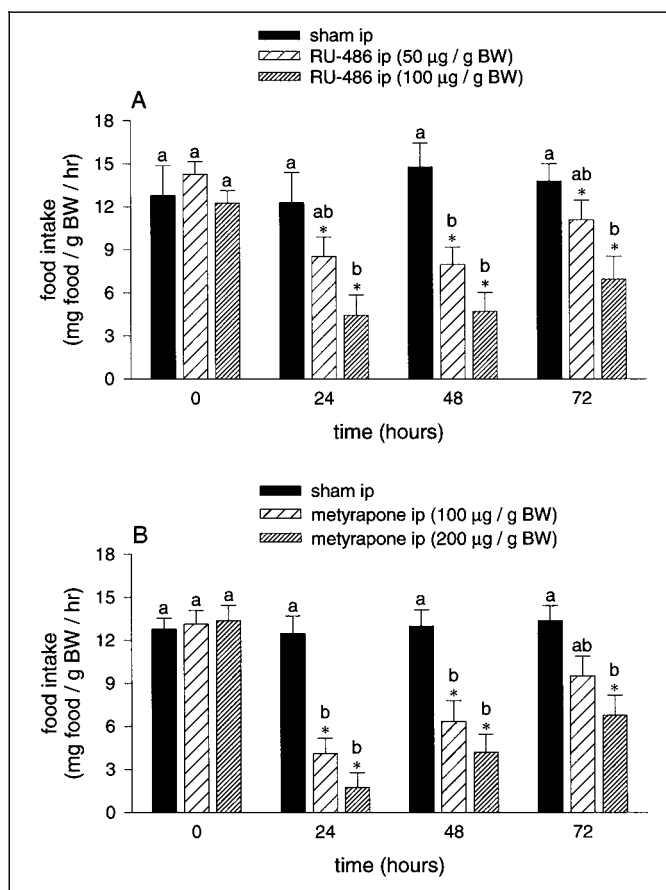 sham ip
RU-486 ip (50 µg / g BW)
RU-486 ip (100 µg / g BW)
A
18
15
12
9
6
3
0
food intake
(mg food / g BW / hr)
a a a
a ab * b *
a b * b *
a ab * b *
0 24 48 72
time (hours)
sham ip
metyrapone ip (100 µg / g BW)
metyrapone ip (200 µg / g BW)
B
18
15
12
9
6
3
0
food intake
(mg food / g BW / hr)
a a a
a b * b *
a b * b *
a ab b *
0 24 48 72
time (hours)